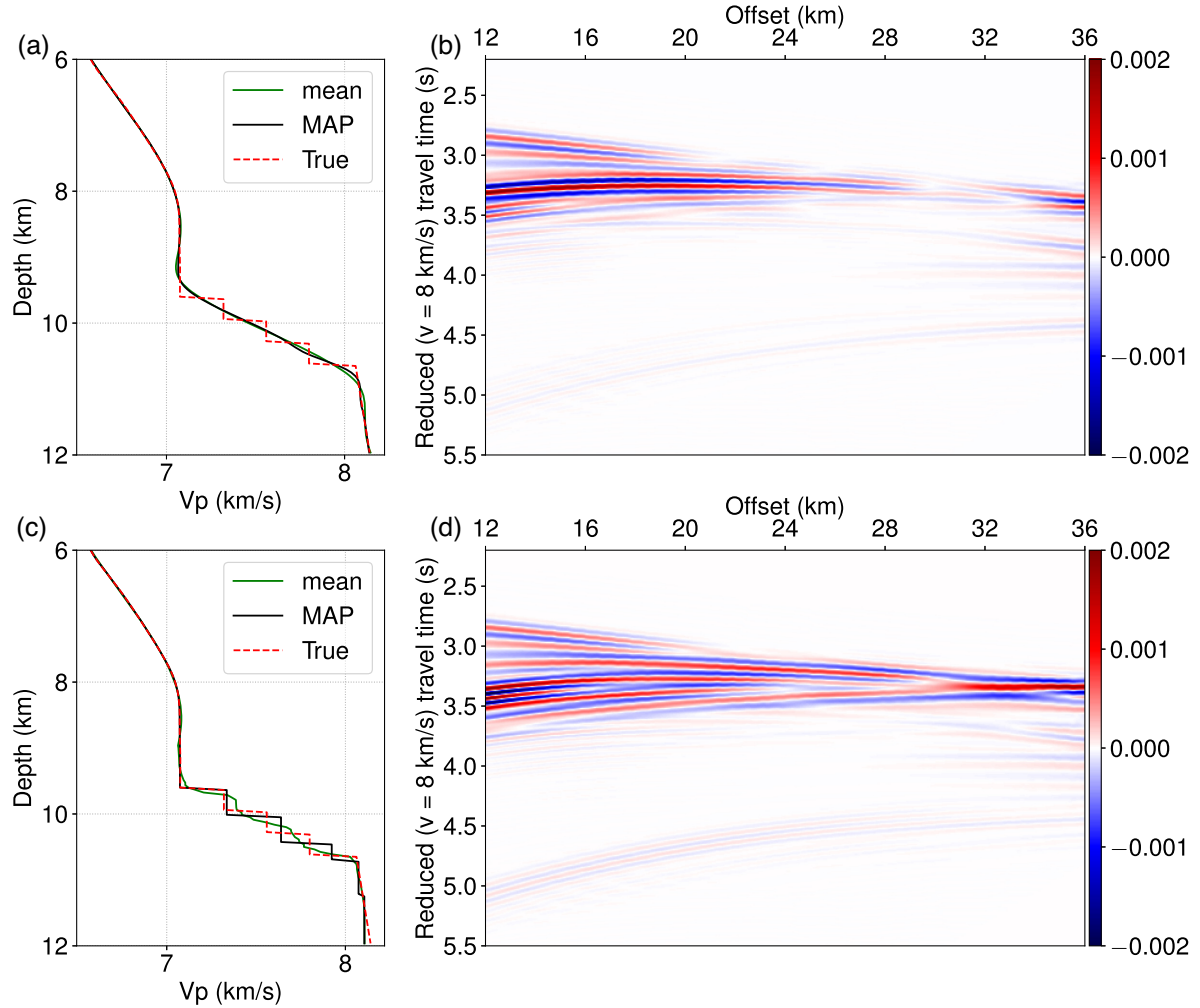 (a)
6
8
10
12
Depth (km)
mean
MAP
True
7
8
Vp (km/s)
(b)
Offset (km)
12
16
20
24
28
32
36
Reduced (v = 8 km/s) travel time (s)
2.5
3.0
3.5
4.0
4.5
5.0
5.5
0.002
0.001
0.000
−0.001
−0.002
(c)
6
8
10
12
Depth (km)
mean
MAP
True
7
8
Vp (km/s)
(d)
Offset (km)
12
16
20
24
28
32
36
Reduced (v = 8 km/s) travel time (s)
2.5
3.0
3.5
4.0
4.5
5.0
5.5
0.002
0.001
0.000
−0.001
−0.002